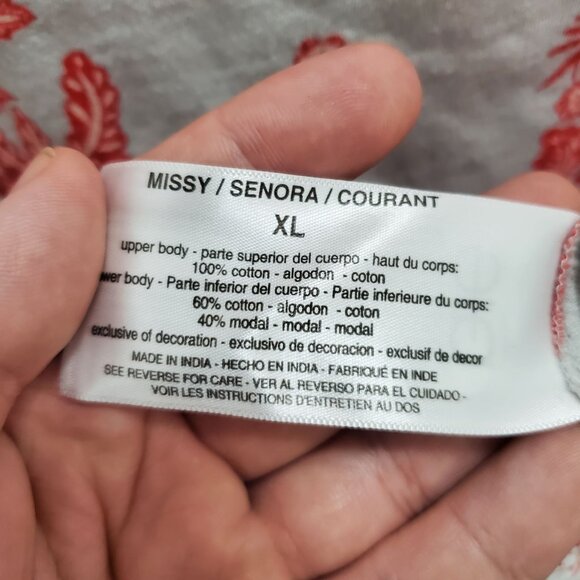 MISSY / SENORA / COURANT
XL
upper body - parte superior del cuerpo - haut du corps:
100% cotton - algodon - coton
wer body - Parte inferior del cuerpo - Partie inferieure du corps:
60% cotton - algodon - coton
40% modal - modal - modal
exclusive of decoration - exclusivo de decoracion - exclusif de decor
MADE IN INDIA - HECHO EN INDIA - FABRIQUÉ EN INDE
SEE REVERSE FOR CARE - VER AL REVERSO PARA EL CUIDADO -
VOIR LES INSTRUCTIONS D'ENTRETIEN AU DOS